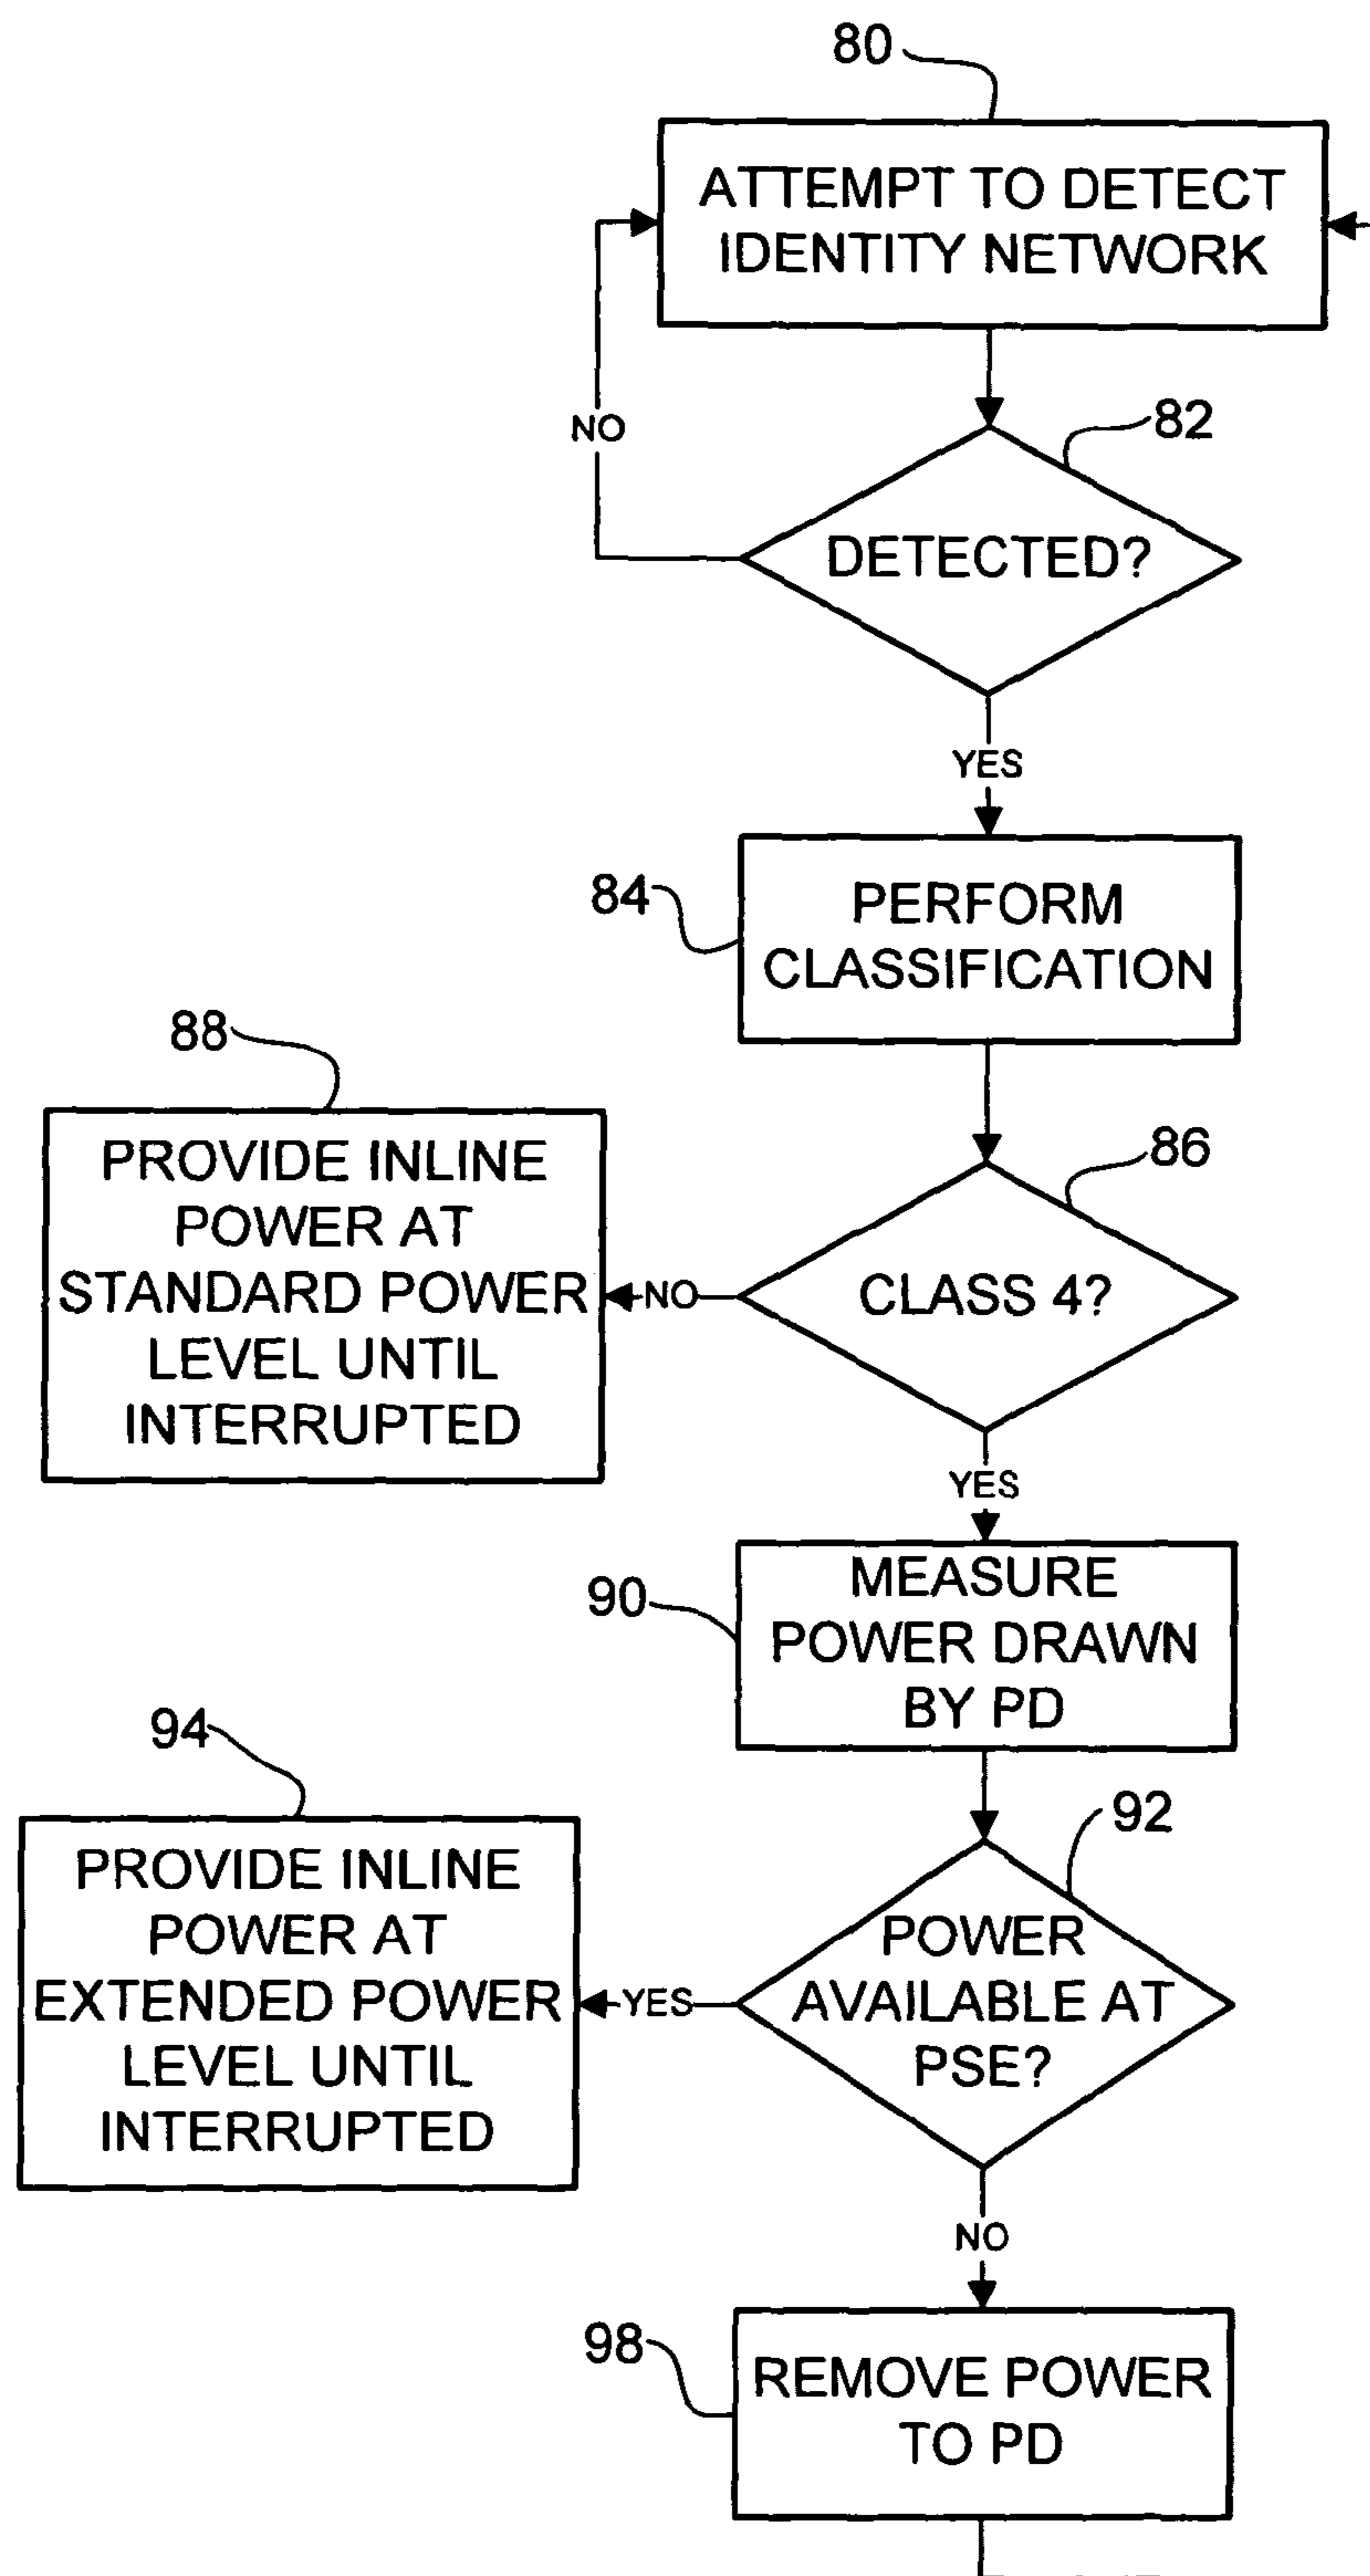 80
ATTEMPT TO DETECT
IDENTITY NETWORK
NO
82
DETECTED?
YES
84
PERFORM
CLASSIFICATION
88
PROVIDE INLINE
POWER AT
STANDARD POWER
LEVEL UNTIL
INTERRUPTED
86
CLASS 4?
NO
YES
90
MEASURE
POWER DRAWN
BY PD
94
PROVIDE INLINE
POWER AT
EXTENDED POWER
LEVEL UNTIL
INTERRUPTED
92
POWER
AVAILABLE AT
PSE?
YES
NO
98
REMOVE POWER
TO PD